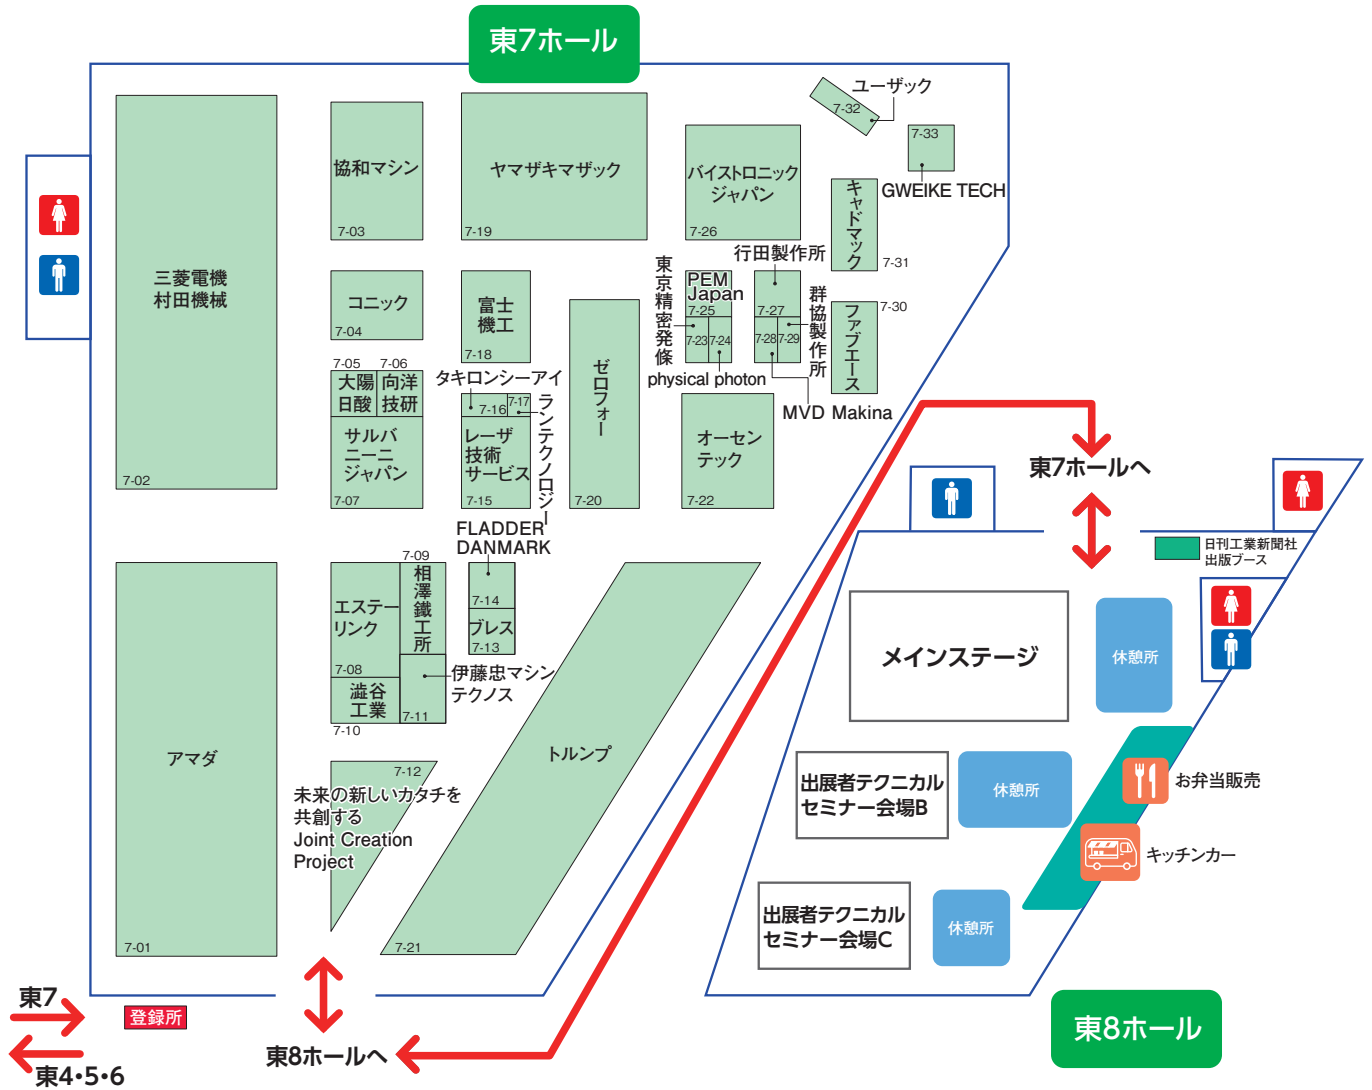 東7ホール
三菱電機
村田機械
7-02
協和マシン
7-03
ヤマザキマザック
7-19
バイストロニック
ジャパン
7-26
ユーザック
7-32
7-33
GWEIKE TECH
キャドマック
7-31
コニック
7-04
富士
機工
7-18
ゼロフォー
7-20
東京精密発條
PEM
Japan
7-25
7-23
7-24
physical photon
行田製作所
7-27
7-28
7-29
群協製作所
MVD Makina
7-30
ファブエース
7-05
大陽
日酸
7-06
向洋
技研
サルバ
ニーニ
ジャパン
7-07
タキロンシーアイ
7-16
7-17
ランテクノロジー
レーザ
技術
サービス
7-15
オーセン
テック
7-22
アマダ
7-01
エステー
リンク
7-08
7-09
相澤鐵工所
澁谷
工業
7-10
7-11
伊藤忠マシン
テクノス
FLADDER
DANMARK
7-14
ブレス
7-13
7-12
未来の新しいカタチを
共創する
Joint Creation
Project
トルンプ
7-21
東7
登録所
東4・5・6
東8ホールへ
東7ホールへ
日刊工業新聞社
出版ブース
メインステージ
休憩所
出展者テクニカル
セミナー会場B
休憩所
お弁当販売
キッチンカー
出展者テクニカル
セミナー会場C
休憩所
東8ホール